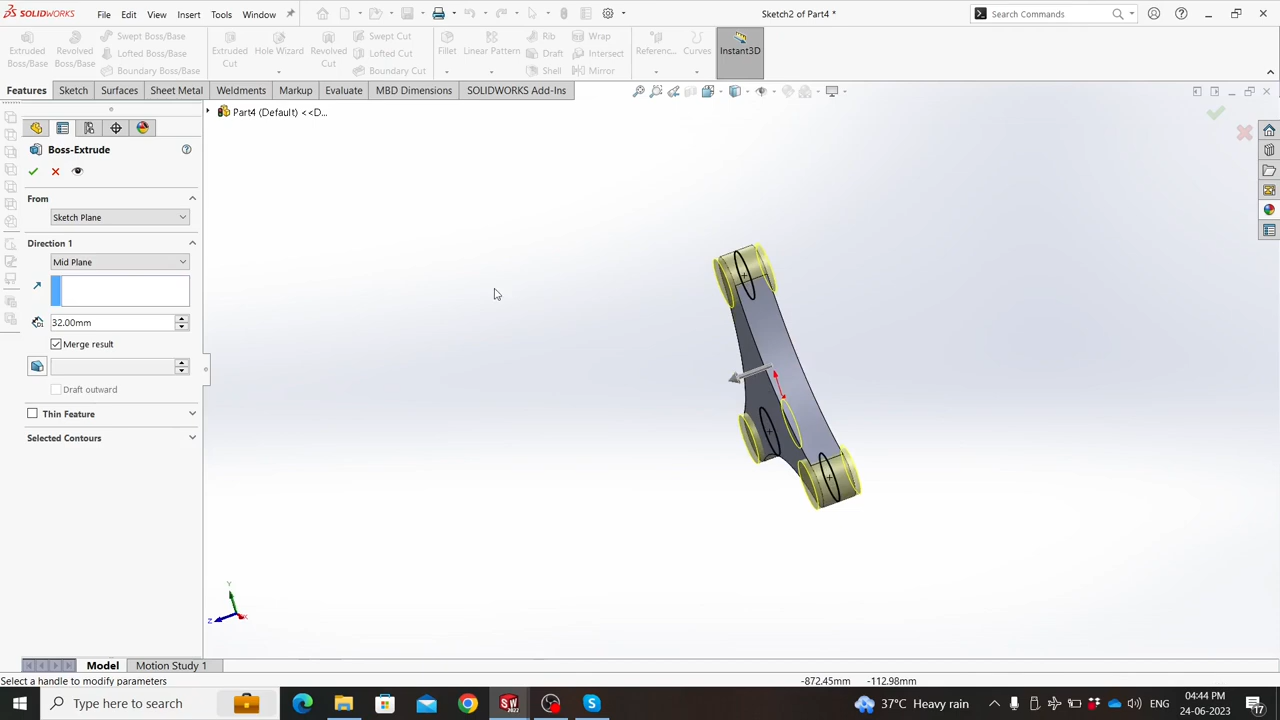 SOLIDWORKS
File Edit View Insert Tools Window
Sketch2 of Part4 *
Search Commands
Extruded Boss/Base
Revolved Boss/Base
Swept Boss/Base
Lofted Boss/Base
Boundary Boss/Base
Extruded Cut
Hole Wizard
Revolved Cut
Swept Cut
Lofted Cut
Boundary Cut
Fillet
Linear Pattern
Rib
Draft
Shell
Wrap
Intersect
Mirror
Referenc...
Curves
Instant3D
Features Sketch Surfaces Sheet Metal Weldments Markup Evaluate MBD Dimensions SOLIDWORKS Add-Ins
Part4 (Default) <<D...
Boss-Extrude
From
Sketch Plane
Direction 1
Mid Plane
32.00mm
Merge result
Draft outward
Thin Feature
Selected Contours
Y
Z
X
Model Motion Study 1
Select a handle to modify parameters
-872.45mm -112.98mm
Type here to search
SW
2022
37°C Heavy rain
ENG
04:44 PM
24-06-2023